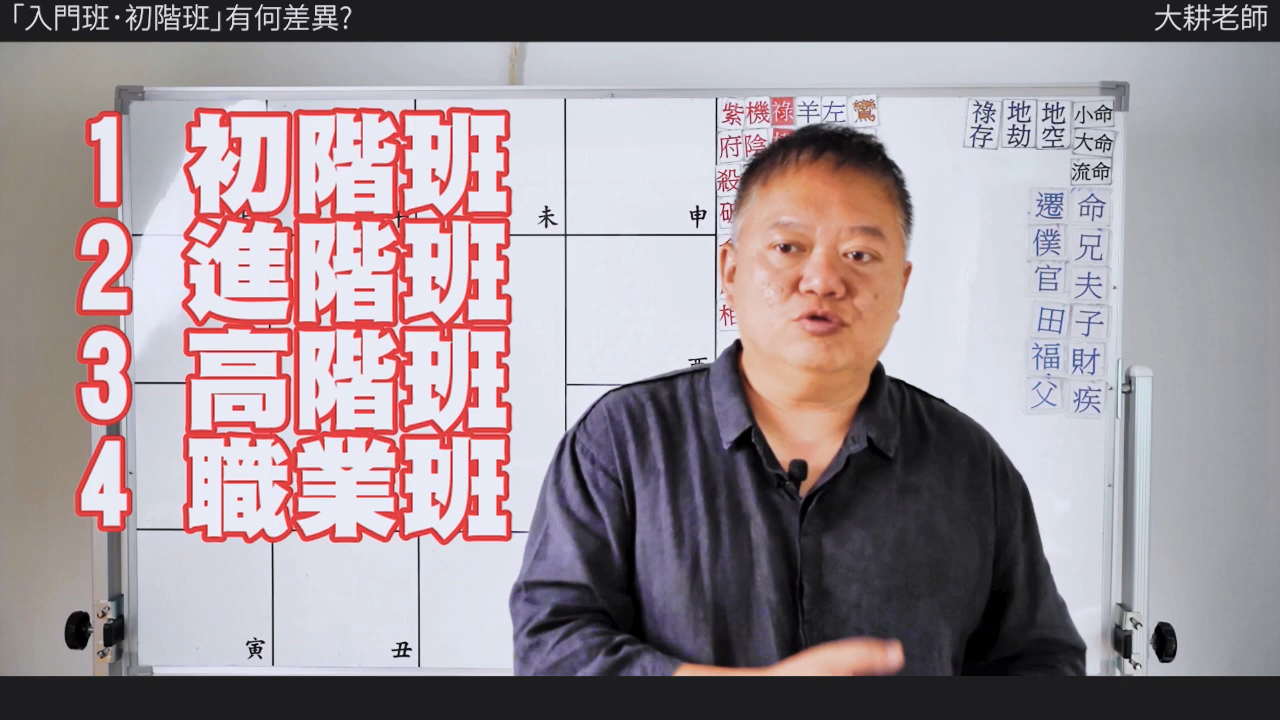 「入門班·初階班」有何差異?
大耕老師
1 初階班
2 進階班
3 高階班
4 職業班
紫 機 祿 羊 左 鸞
府 陰
殺
相
祿存 地劫 地空
小命
大命
流命
遷 命
僕 兄
官 夫
田 子
福 財
父 疾
未
申
酉
寅
丑